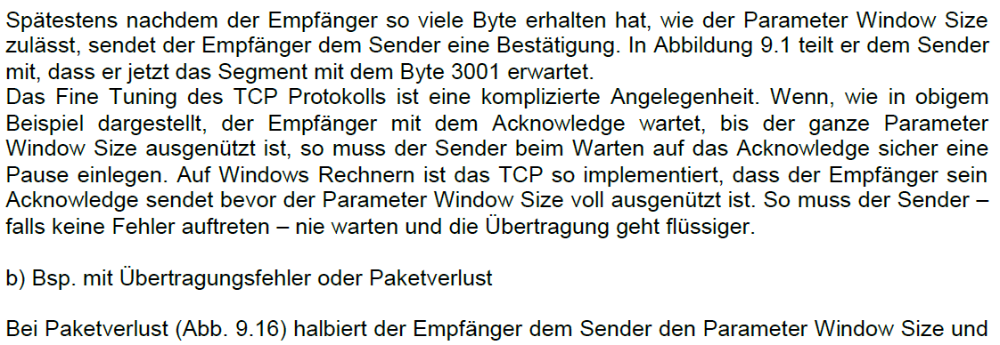 Spätestens nachdem der Empfänger so viele Byte erhalten hat, wie der Parameter Window Size
zulässt, sendet der Empfänger dem Sender eine Bestätigung. In Abbildung 9.1 teilt er dem Sender
mit, dass er jetzt das Segment mit dem Byte 3001 erwartet.
Das Fine Tuning des TCP Protokolls ist eine komplizierte Angelegenheit. Wenn, wie in obigem
Beispiel dargestellt, der Empfänger mit dem Acknowledge wartet, bis der ganze Parameter
Window Size ausgenützt ist, so muss der Sender beim Warten auf das Acknowledge sicher eine
Pause einlegen. Auf Windows Rechnern ist das TCP so implementiert, dass der Empfänger sein
Acknowledge sendet bevor der Parameter Window Size voll ausgenützt ist. So muss der Sender –
falls keine Fehler auftreten – nie warten und die Übertragung geht flüssiger.
b) Bsp. mit Übertragungsfehler oder Paketverlust
Bei Paketverlust (Abb. 9.16) halbiert der Empfänger dem Sender den Parameter Window Size und